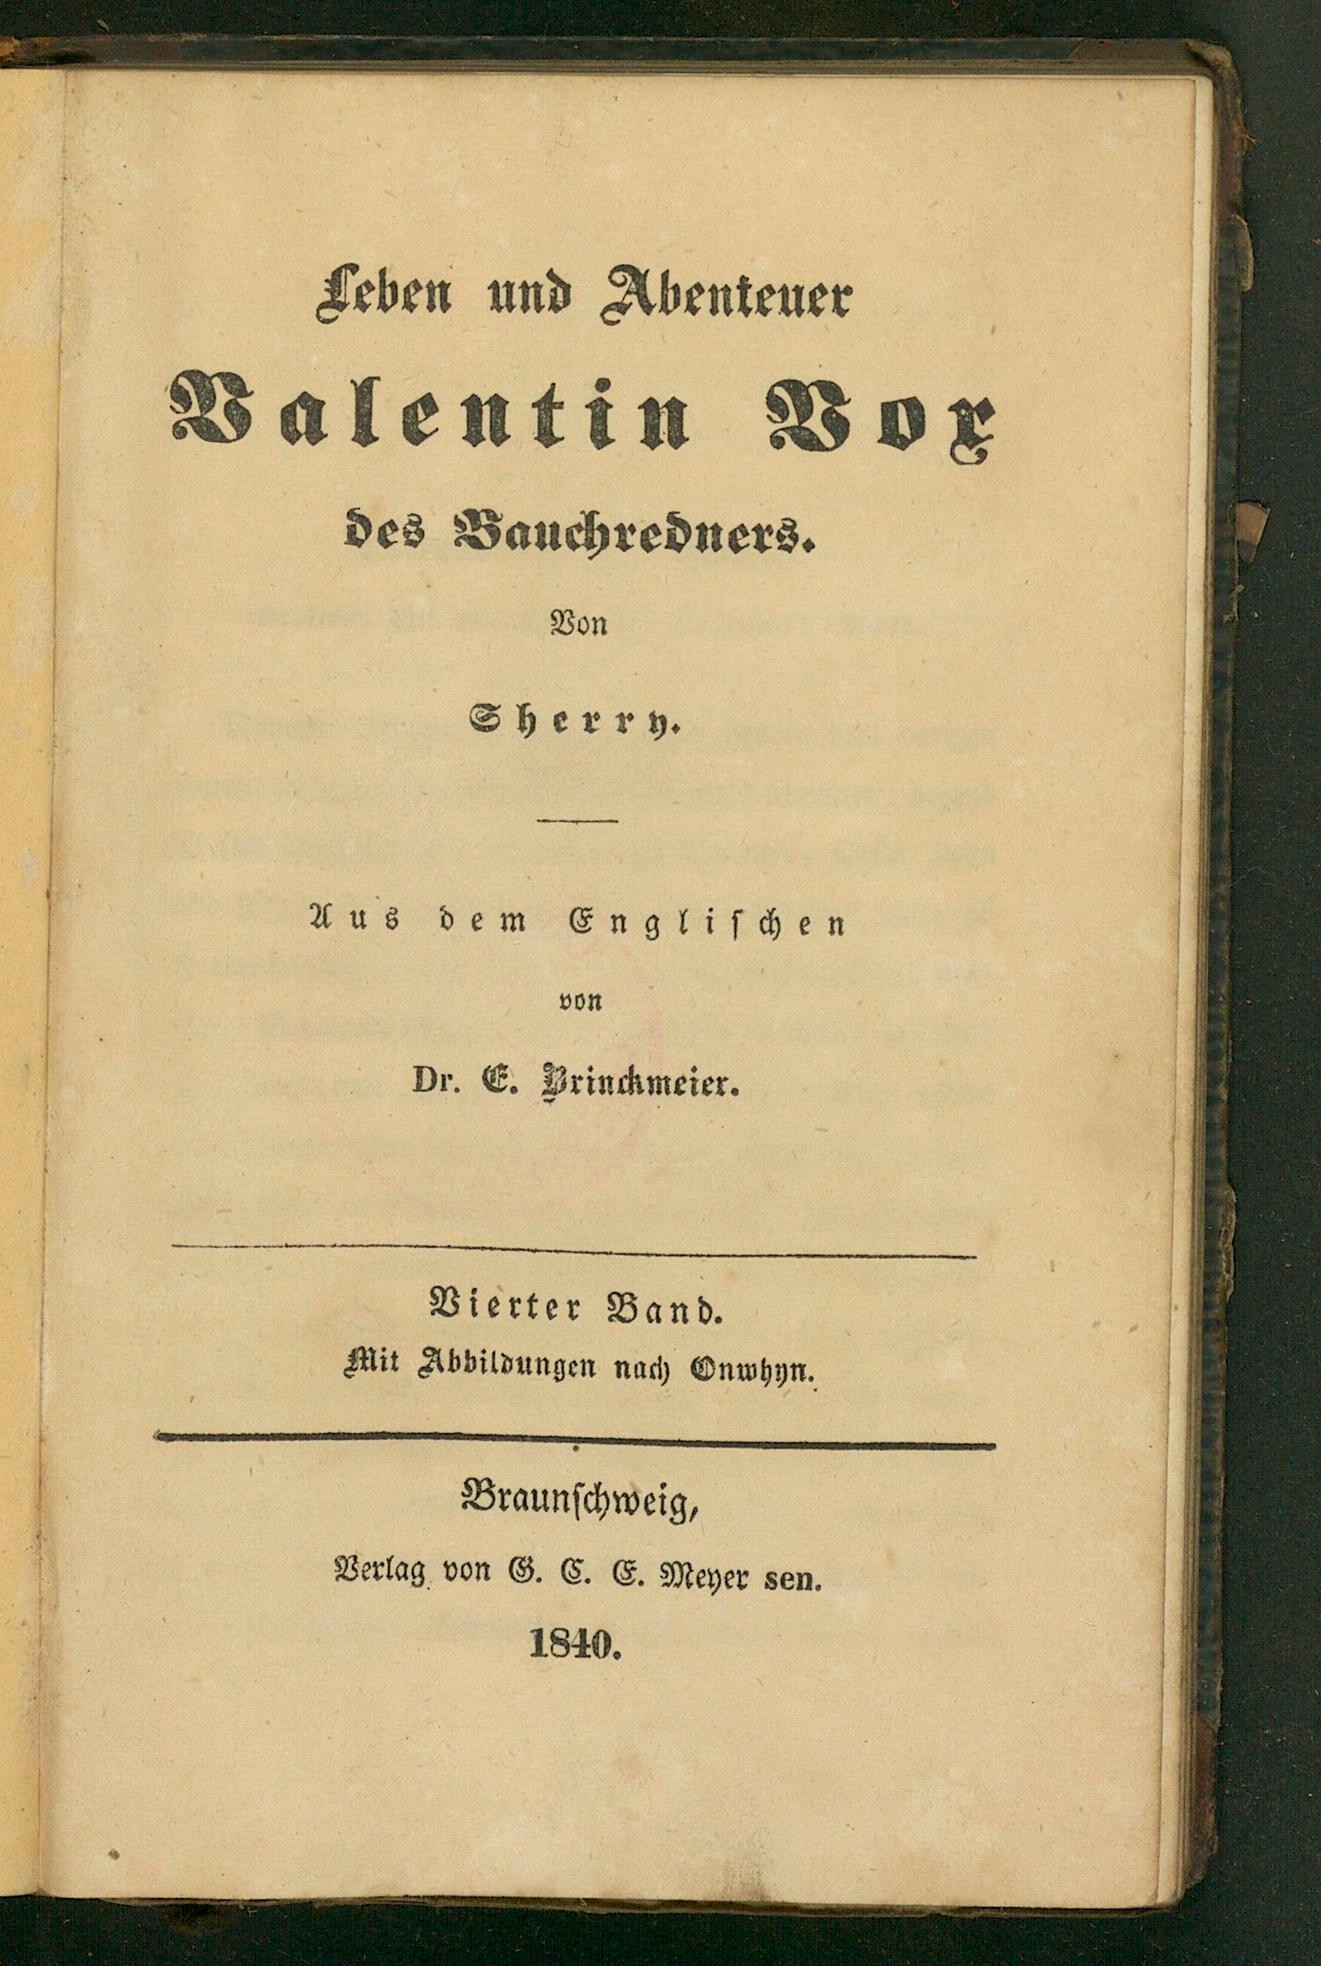 Leben und Abenteuer
Valentin Vox
des Bauchredners.
Von
Sherry.
Aus dem Engliſchen
von
Dr. E. Brinckmeier.
Vierter Band.
Mit Abbildungen nach Onwhyn.
Braunſchweig,
Verlag von G. C. E. Meyer sen.
1840.